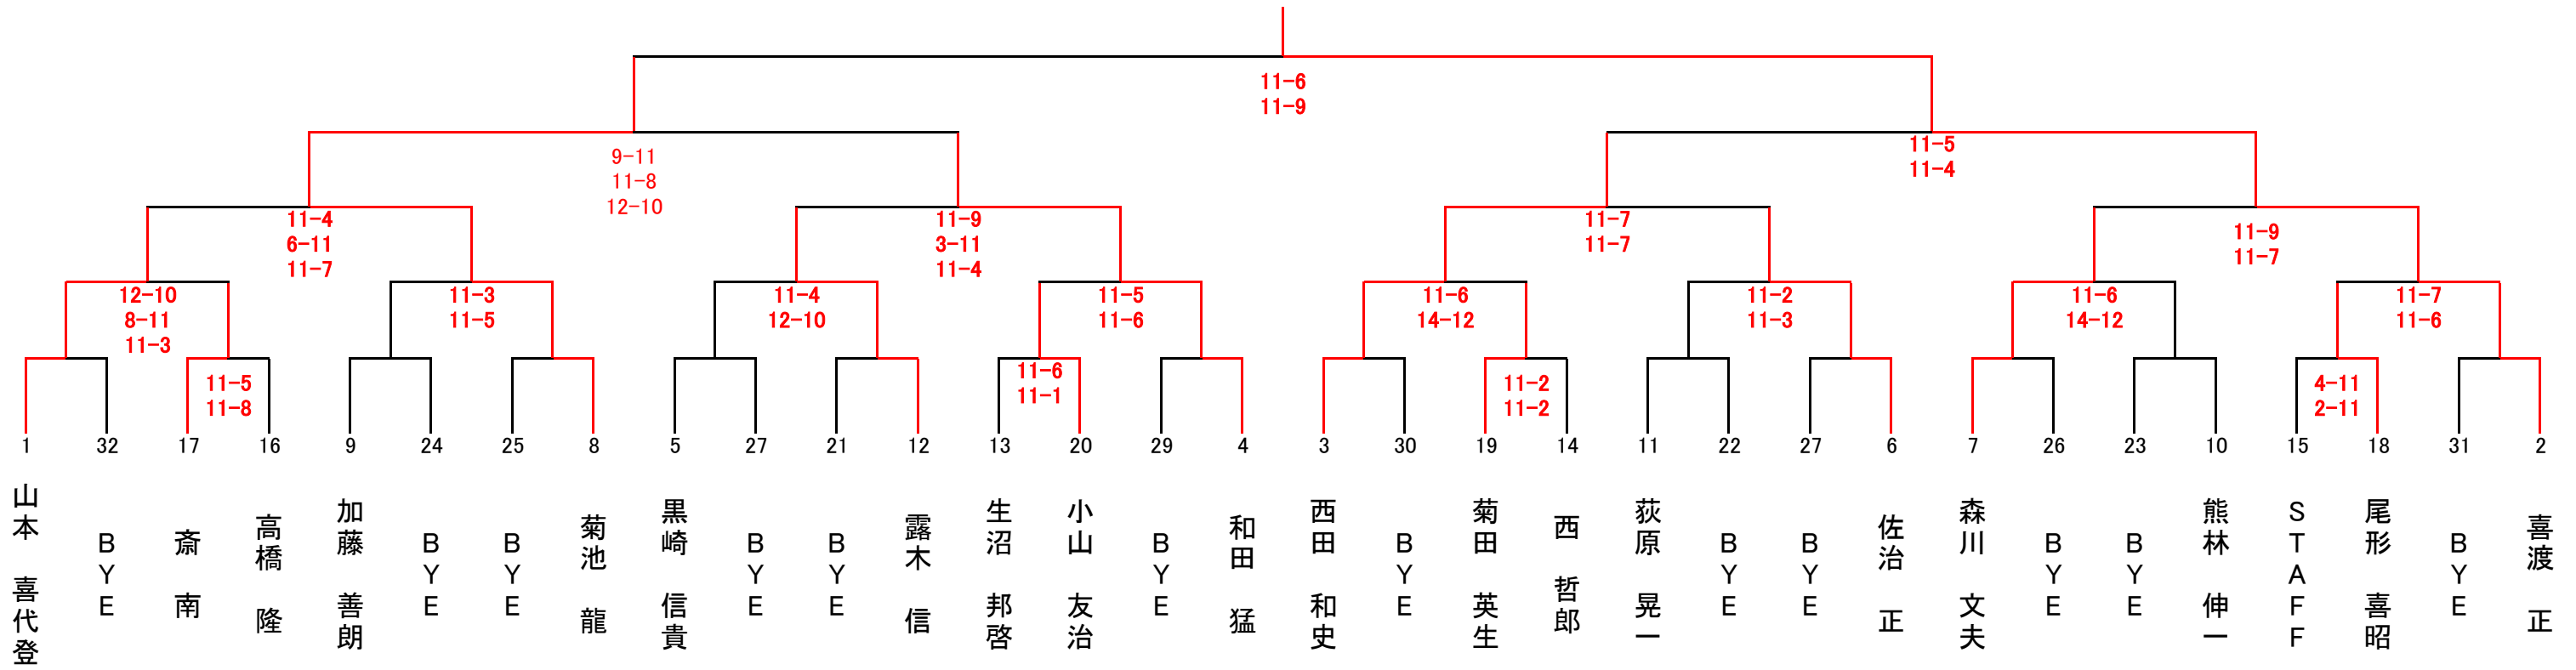 11-6
11-9
11-5
11-4
9-11
11-8
12-10
11-4
6-11
11-7
11-9
3-11
11-4
11-7
11-7
11-9
11-7
12-10
8-11
11-3
11-3
11-5
11-4
12-10
11-5
11-6
11-6
14-12
11-2
11-3
11-6
14-12
11-7
11-6
11-5
11-8
11-6
11-1
11-2
11-2
4-11
2-11
1 32 17 16 9 24 25 8 5 27 21 12 13 20 29 4 3 30 19 14 11 22 27 6 7 26 23 10 15 18 31 2
山本 喜代登
BYE
斎 南
高橋 隆
加藤 善朗
BYE
BYE
菊池 龍
黒崎 信貴
BYE
BYE
露木 信
生沼 邦啓
小山 友治
BYE
和田 猛
西田 和史
BYE
菊田 英生
西 哲郎
荻原 晃一
BYE
BYE
佐治 正
森川 文夫
BYE
BYE
熊林 伸一
STAFF
尾形 喜昭
BYE
喜渡 正